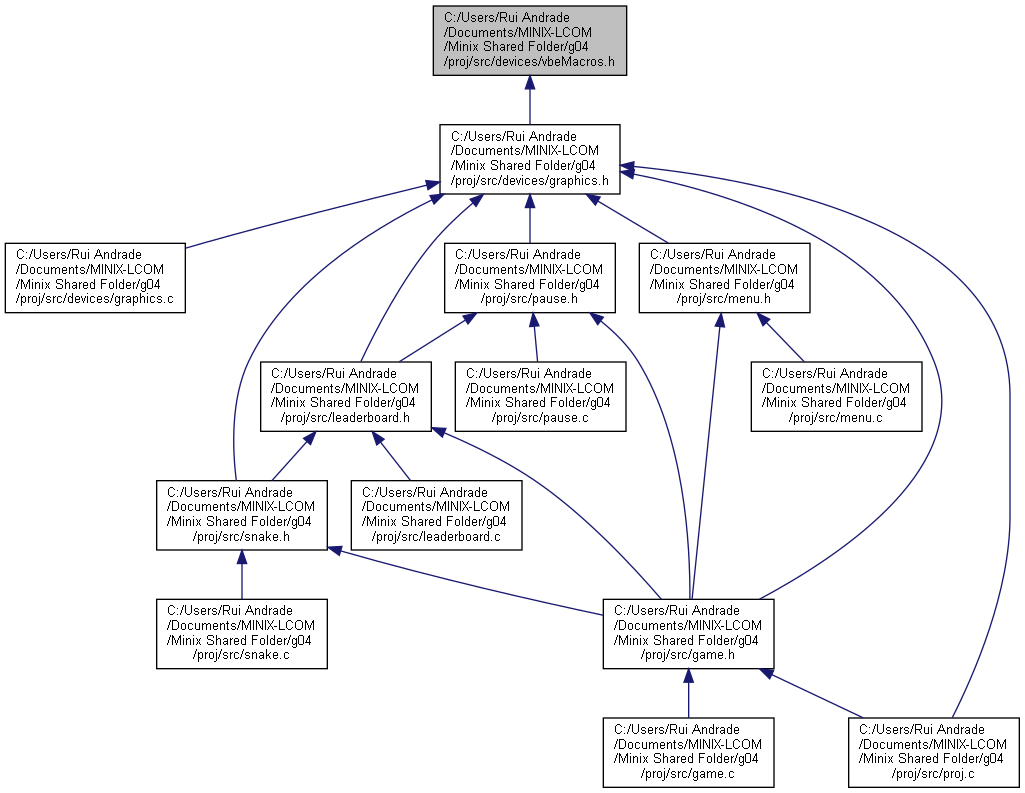 C:/Users/Rui Andrade
/Documents/MINIX-LCOM
/Minix Shared Folder/g04
/proj/src/devices/vbeMacros.h
C:/Users/Rui Andrade
/Documents/MINIX-LCOM
/Minix Shared Folder/g04
/proj/src/devices/graphics.h
C:/Users/Rui Andrade
/Documents/MINIX-LCOM
/Minix Shared Folder/g04
/proj/src/devices/graphics.c
C:/Users/Rui Andrade
/Documents/MINIX-LCOM
/Minix Shared Folder/g04
/proj/src/pause.h
C:/Users/Rui Andrade
/Documents/MINIX-LCOM
/Minix Shared Folder/g04
/proj/src/menu.h
C:/Users/Rui Andrade
/Documents/MINIX-LCOM
/Minix Shared Folder/g04
/proj/src/leaderboard.h
C:/Users/Rui Andrade
/Documents/MINIX-LCOM
/Minix Shared Folder/g04
/proj/src/pause.c
C:/Users/Rui Andrade
/Documents/MINIX-LCOM
/Minix Shared Folder/g04
/proj/src/menu.c
C:/Users/Rui Andrade
/Documents/MINIX-LCOM
/Minix Shared Folder/g04
/proj/src/snake.h
C:/Users/Rui Andrade
/Documents/MINIX-LCOM
/Minix Shared Folder/g04
/proj/src/leaderboard.c
C:/Users/Rui Andrade
/Documents/MINIX-LCOM
/Minix Shared Folder/g04
/proj/src/snake.c
C:/Users/Rui Andrade
/Documents/MINIX-LCOM
/Minix Shared Folder/g04
/proj/src/game.h
C:/Users/Rui Andrade
/Documents/MINIX-LCOM
/Minix Shared Folder/g04
/proj/src/game.c
C:/Users/Rui Andrade
/Documents/MINIX-LCOM
/Minix Shared Folder/g04
/proj/src/proj.c